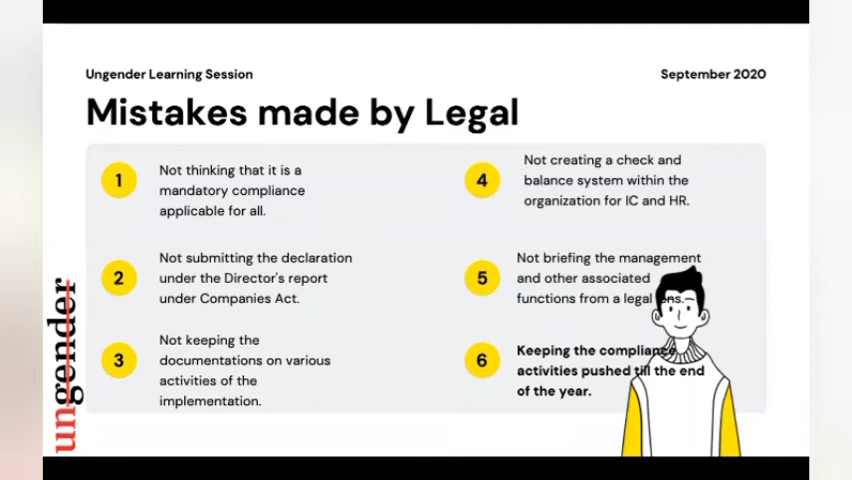 Ungender Learning Session
September 2020
Mistakes made by Legal
1
Not thinking that it is a
mandatory compliance
applicable for all.
2
Not submitting the declaration
under the Director's report
under Companies Act.
3
Not keeping the
documentations on various
activities of the
implementation.
4
Not creating a check and
balance system within the
organization for IC and HR.
5
Not briefing the management
and other associated
functions from a legal
6
Keeping the compliance
activities pushed till the end
of the year.
ungender